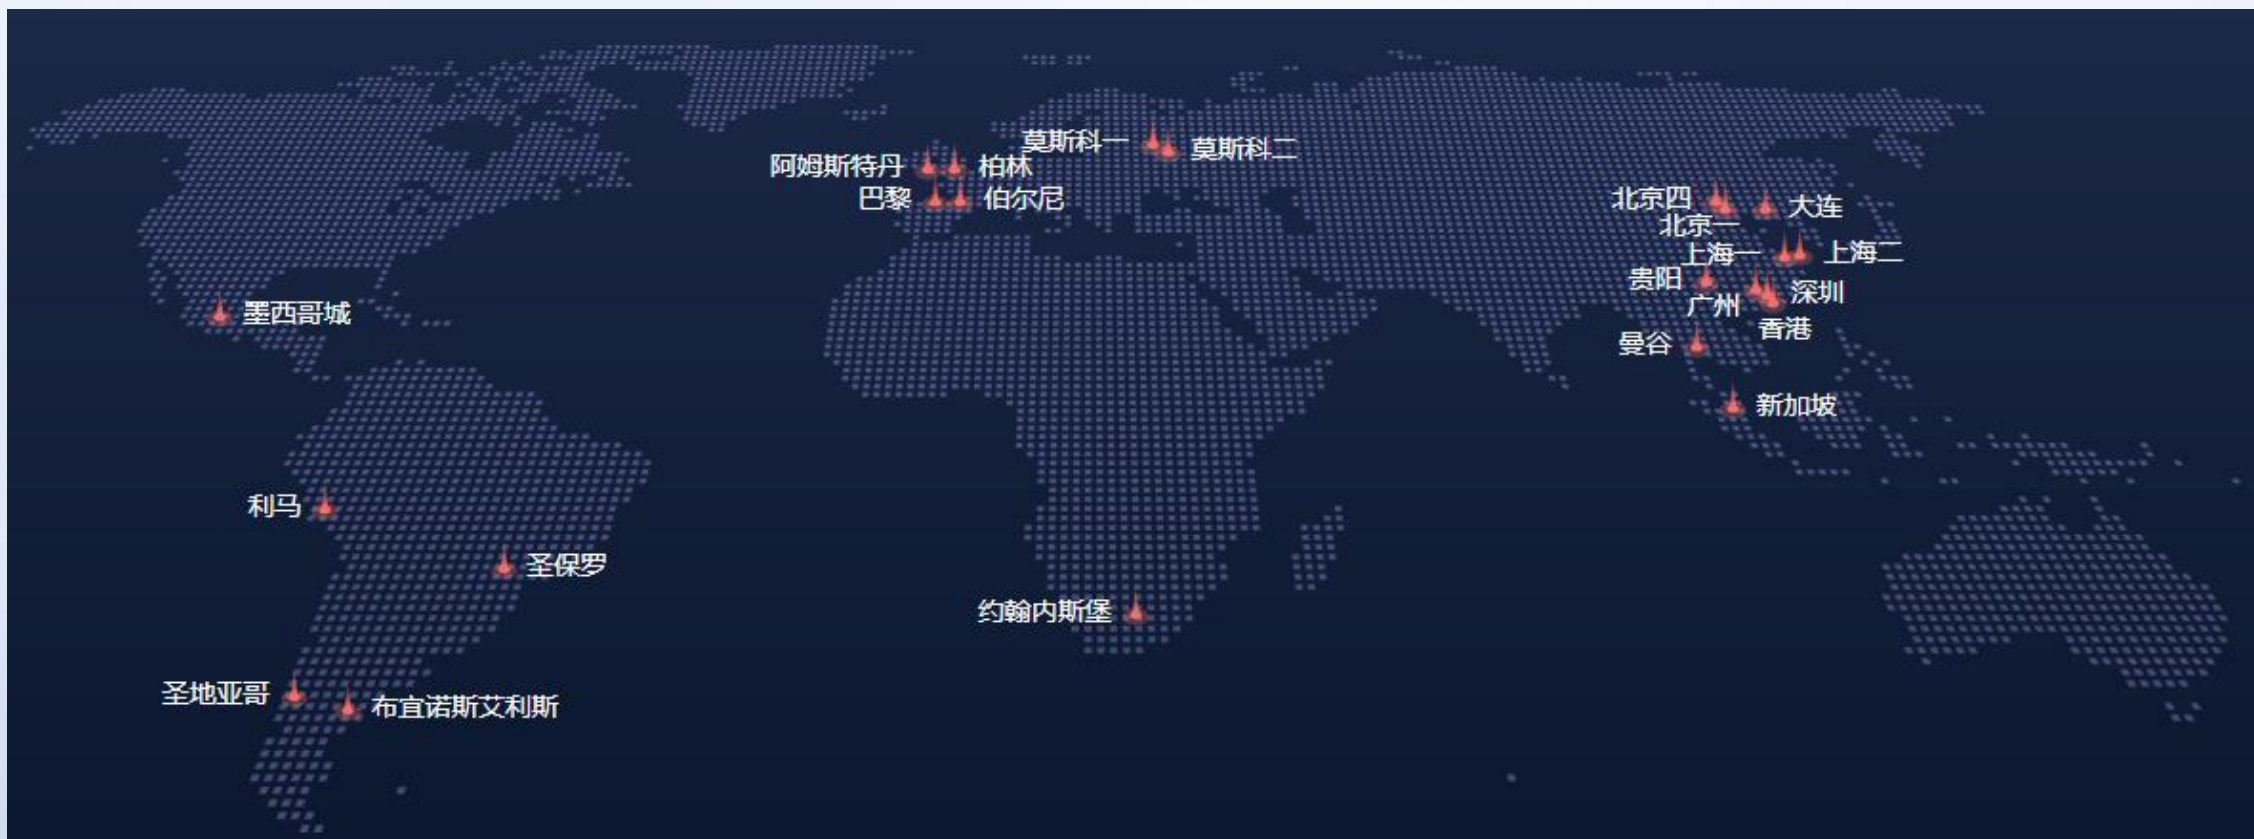 莫斯科一
莫斯科二
阿姆斯特丹
柏林
巴黎
伯尔尼
北京四
大连
北京一
上海一
上海二
贵阳
深圳
广州
香港
墨西哥城
曼谷
新加坡
利马
圣保罗
约翰内斯堡
圣地亚哥
布宜诺斯艾利斯